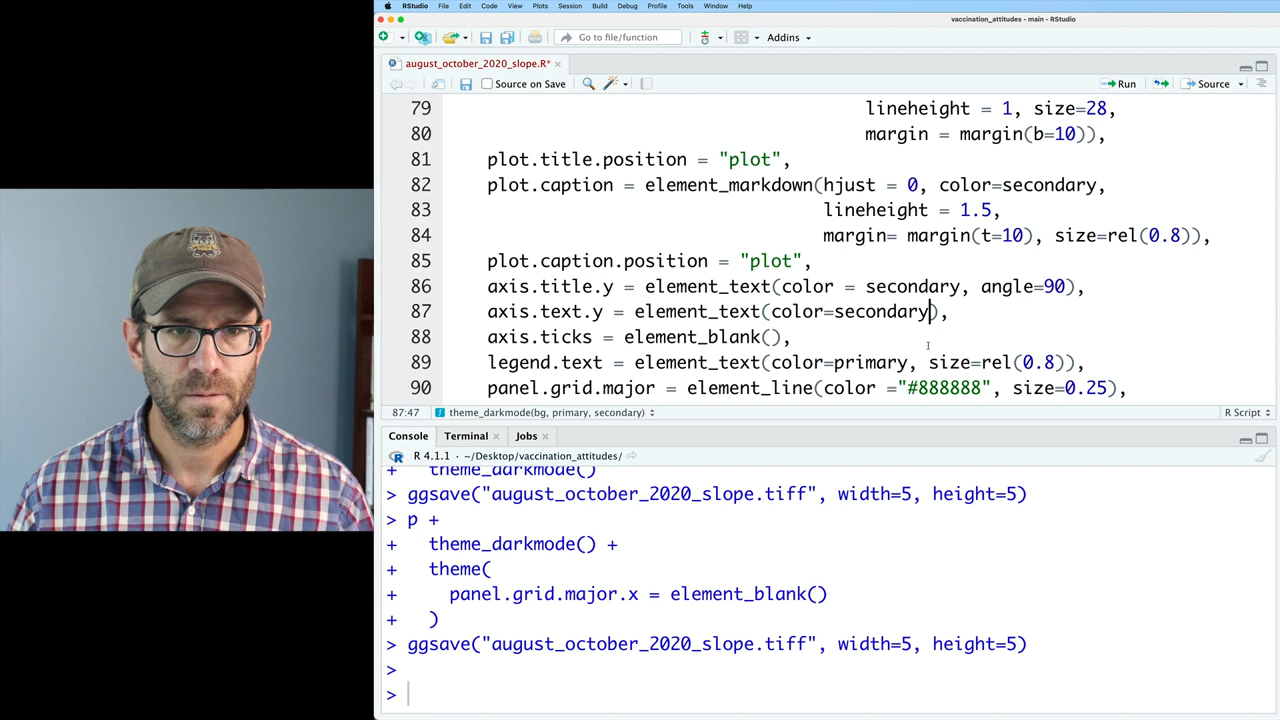 RStudio File Edit Code View Plots Session Build Debug Profile Tools Window Help
vaccination_attitudes - main - RStudio
Go to file/function Addins
august_october_2020_slope.R*
Source on Save Run Source
79 lineheight = 1, size=28,
80 margin = margin(b=10)),
81 plot.title.position = "plot",
82 plot.caption = element_markdown(hjust = 0, color=secondary,
83 lineheight = 1.5,
84 margin= margin(t=10), size=rel(0.8)),
85 plot.caption.position = "plot",
86 axis.title.y = element_text(color = secondary, angle=90),
87 axis.text.y = element_text(color=secondary),
88 axis.ticks = element_blank(),
89 legend.text = element_text(color=primary, size=rel(0.8)),
90 panel.grid.major = element_line(color ="#888888", size=0.25),
87:47 theme_darkmode(bg, primary, secondary) R Script
Console Terminal Jobs
R 4.1.1 · ~/Desktop/vaccination_attitudes/
+ theme_darkmode()
> ggsave("august_october_2020_slope.tiff", width=5, height=5)
> p +
+ theme_darkmode() +
+ theme(
+ panel.grid.major.x = element_blank()
+ )
> ggsave("august_october_2020_slope.tiff", width=5, height=5)
>
>